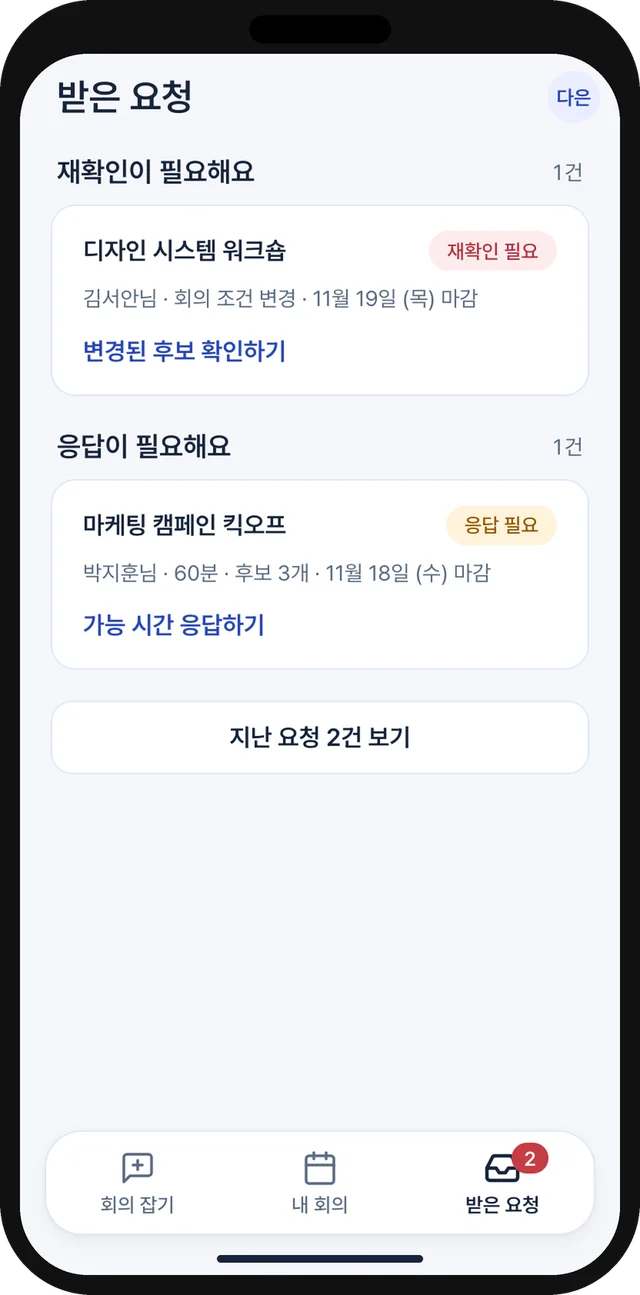 받은 요청
다은
재확인이 필요해요
1건
디자인 시스템 워크숍
재확인 필요
김서안님 · 회의 조건 변경 · 11월 19일 (목) 마감
변경된 후보 확인하기
응답이 필요해요
1건
마케팅 캠페인 킥오프
응답 필요
박지훈님 · 60분 · 후보 3개 · 11월 18일 (수) 마감
가능 시간 응답하기
지난 요청 2건 보기
회의 잡기
내 회의
2
받은 요청